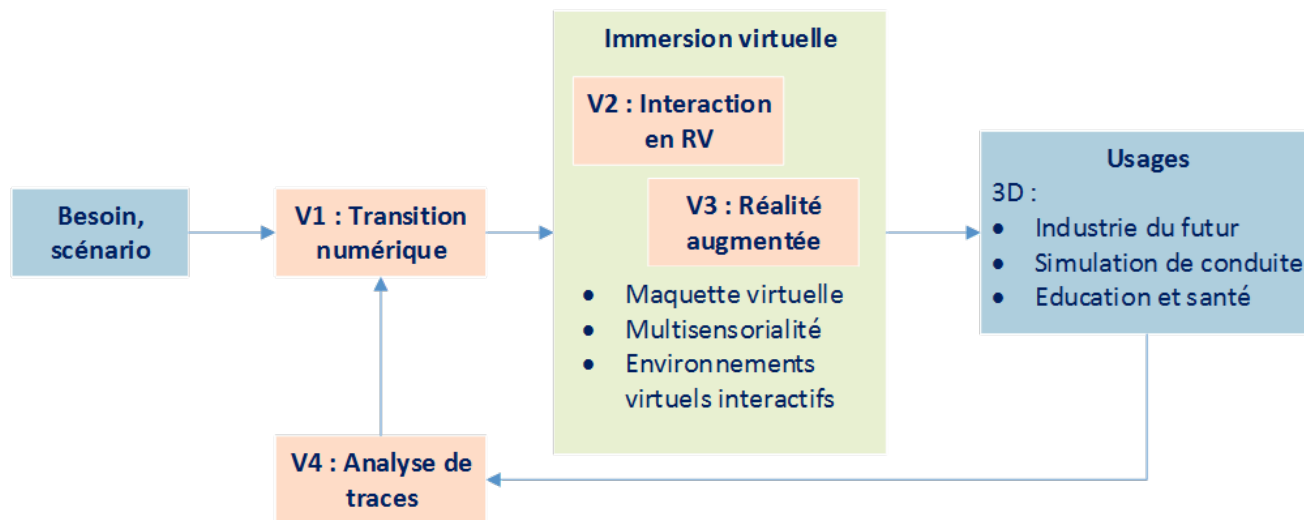 Besoin,
scénario
V1 : Transition
numérique
Immersion virtuelle
V2 : Interaction
en RV
V3 : Réalité
augmentée
• Maquette virtuelle
• Multisensorialité
• Environnements
virtuels interactifs
Usages
3D :
• Industrie du futur
• Simulation de conduite
• Education et santé
V4 : Analyse de
traces